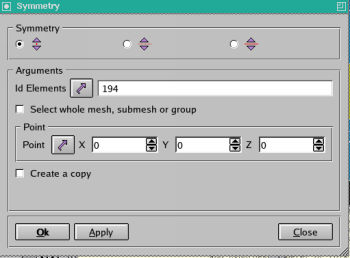 Symmetry
Symmetry
Arguments
Id Elements 194
Select whole mesh, submesh or group
Point
Point X 0 Y 0 Z 0
Create a copy
Ok Apply Close